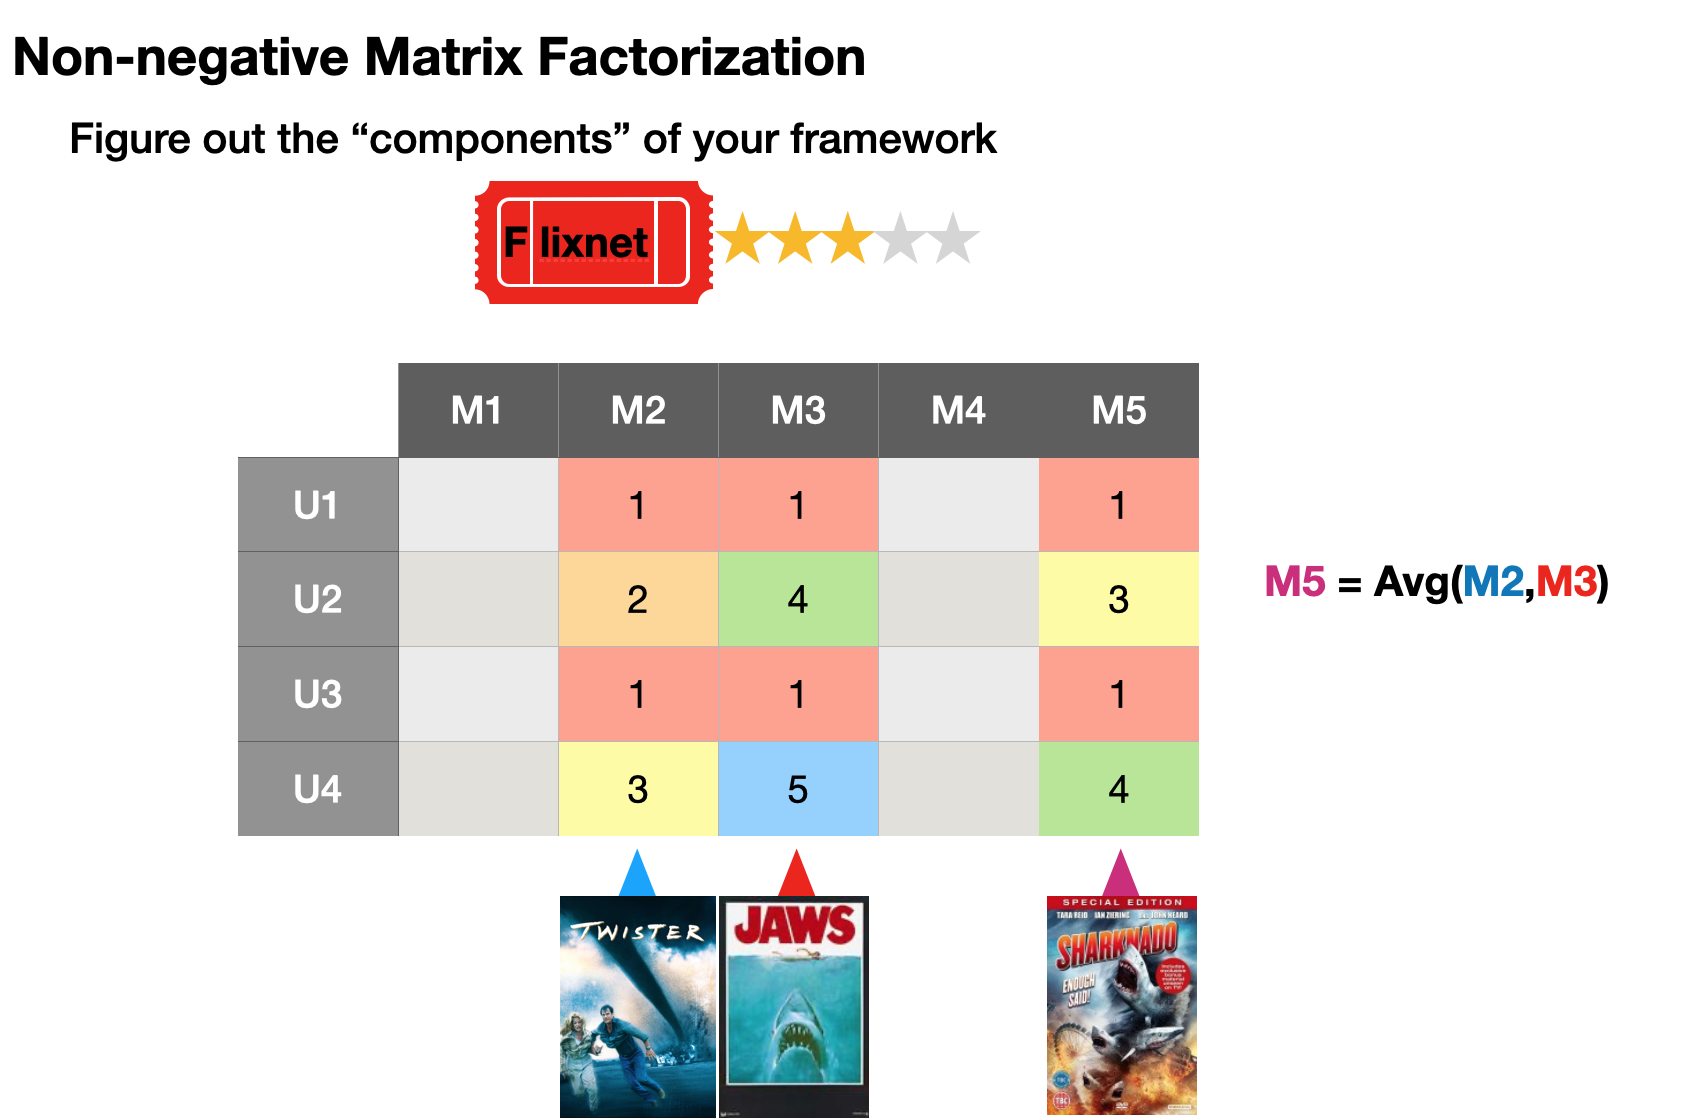 Non-negative Matrix Factorization
Figure out the “components” of your framework
F lixnet
M1 M2 M3 M4 M5
U1 1 1 1
U2 2 4 3
U3 1 1 1
U4 3 5 4
M5 = Avg(M2,M3)
TWISTER
JAWS
SPECIAL EDITION
TARA REID IAN ZIERING AND JOHN HEARD
SHARKNADO
ENOUGH
SAID!